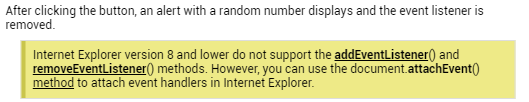 After clicking the button, an alert with a random number displays and the event listener is
removed.
Internet Explorer version 8 and lower do not support the addEventListener() and
removeEventListener() methods. However, you can use the document.attachEvent()
method to attach event handlers in Internet Explorer.